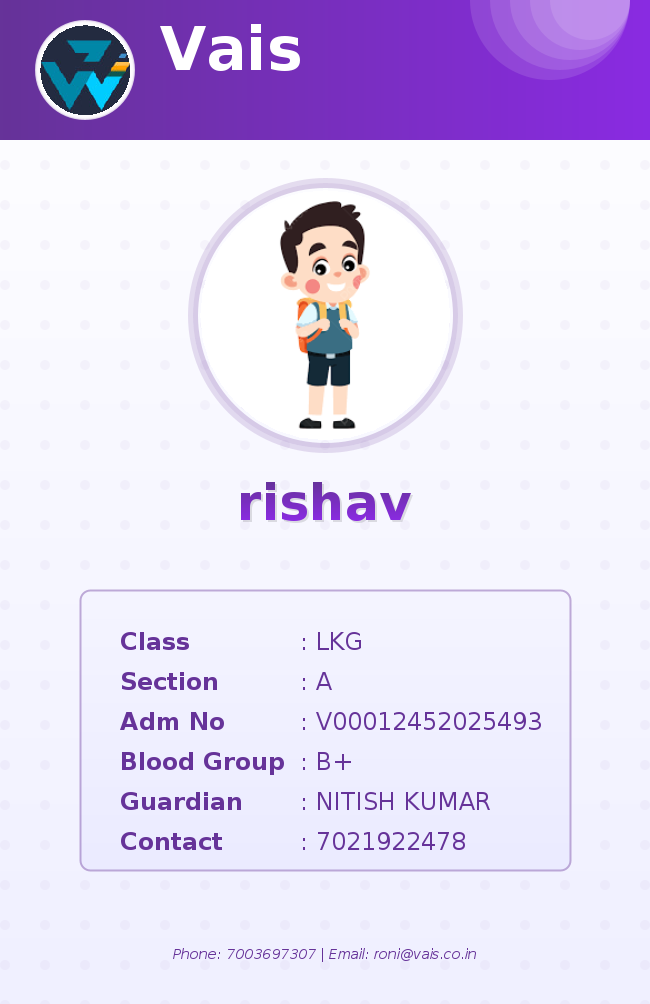 Vais
rishav
Class : LKG
Section : A
Adm No : V00012452025493
Blood Group : B+
Guardian : NITISH KUMAR
Contact : 7021922478
Phone: 7003697307 | Email: roni@vais.co.in